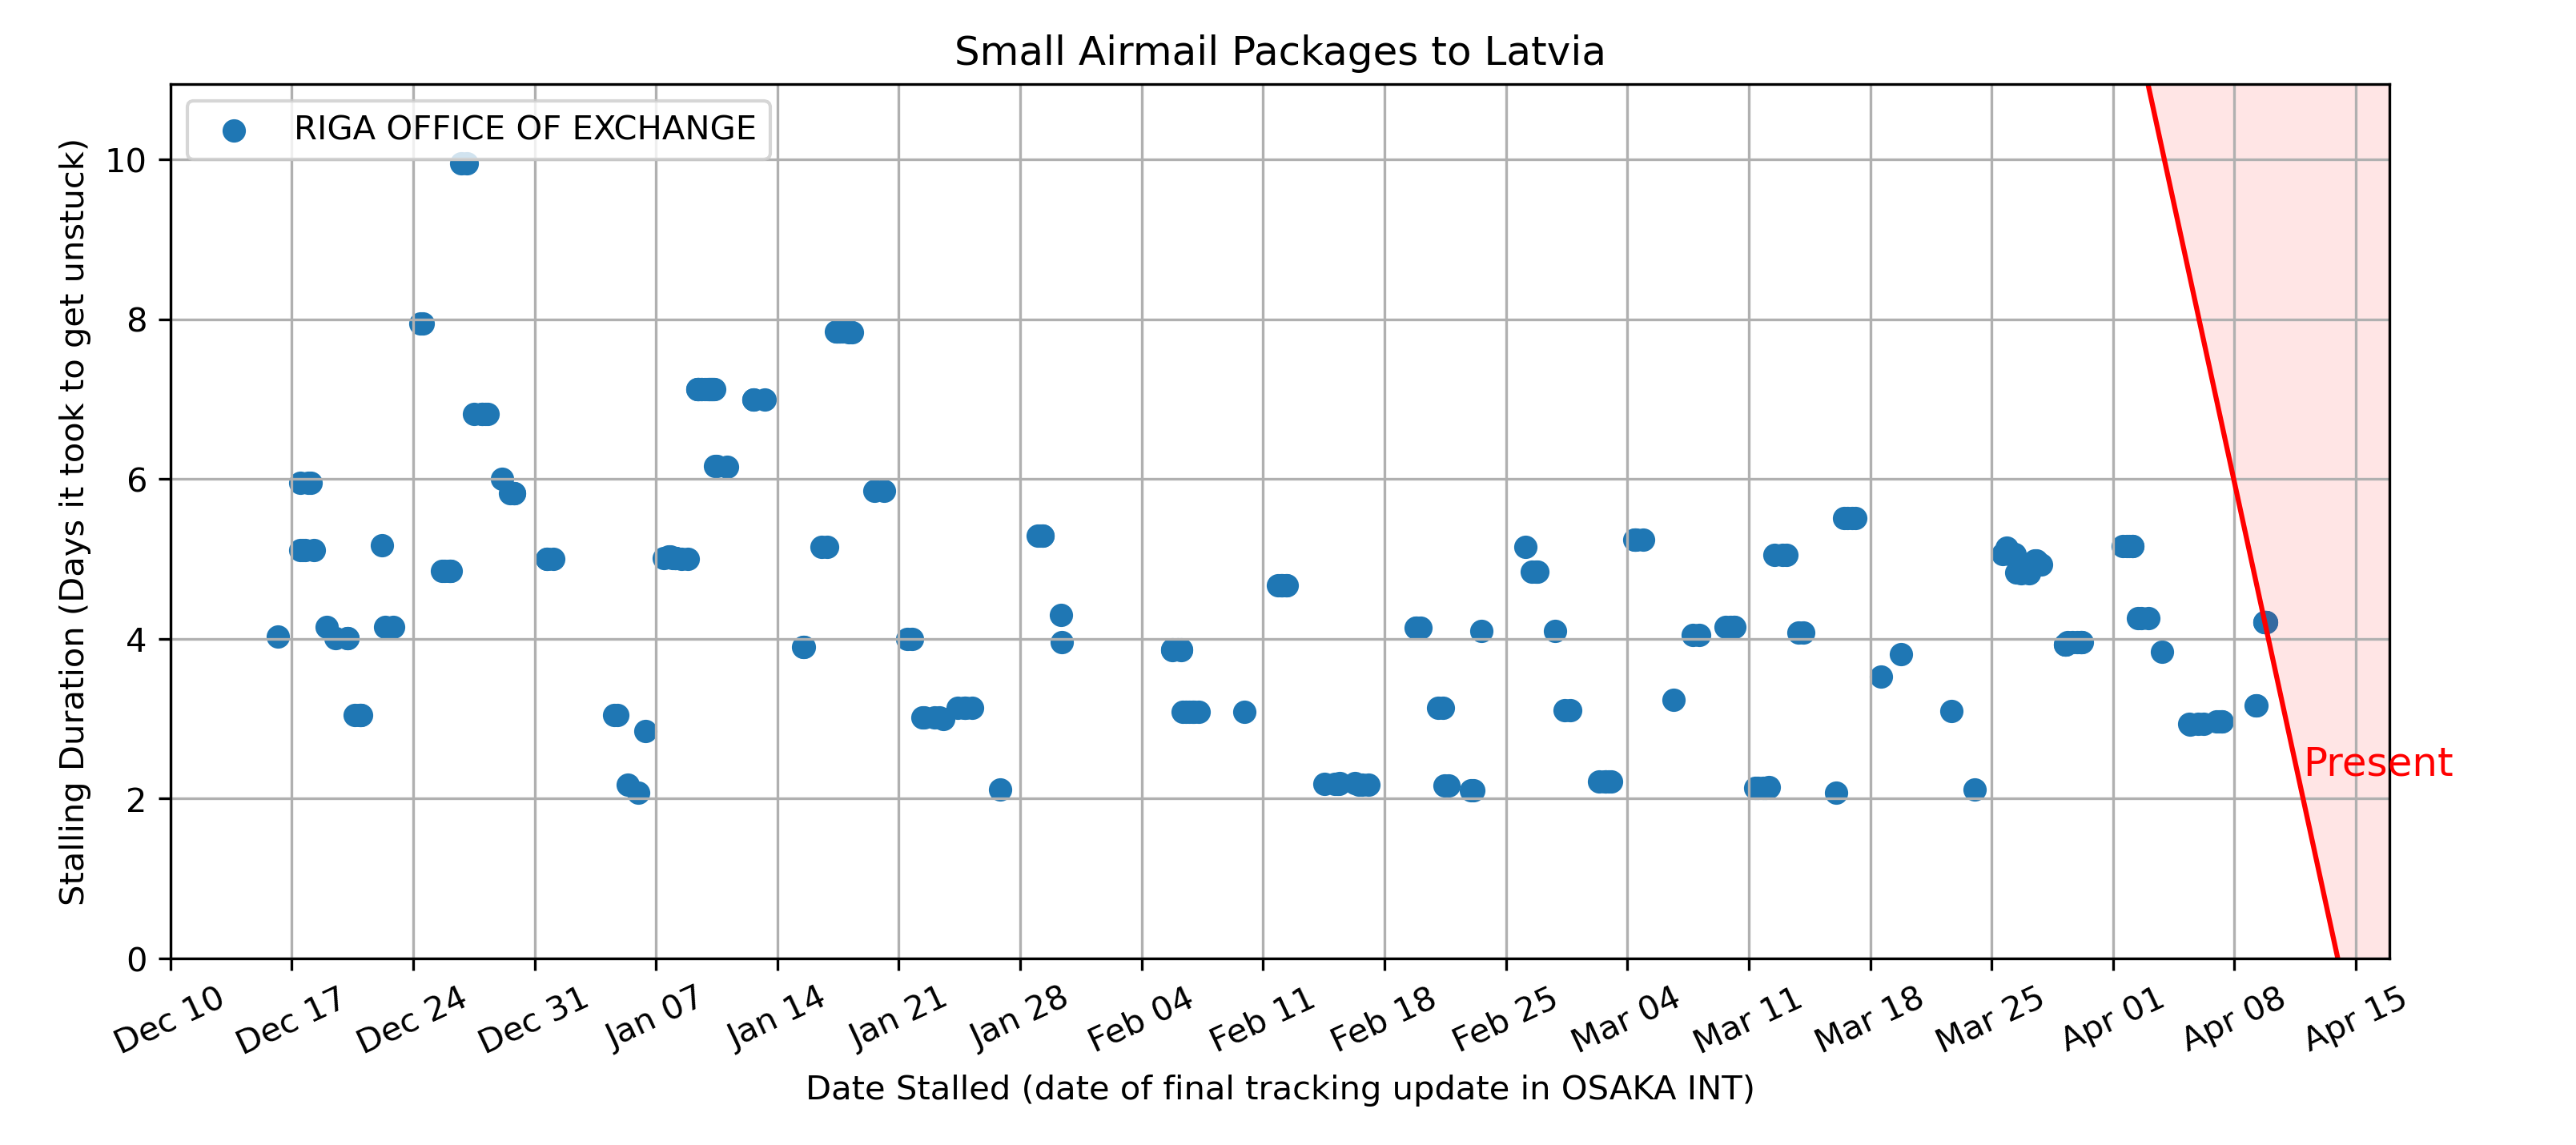 Small Airmail Packages to Latvia
RIGA OFFICE OF EXCHANGE
Stalling Duration (Days it took to get unstuck)
10
8
6
4
2
0
Present
Dec 10 Dec 17 Dec 24 Dec 31 Jan 07 Jan 14 Jan 21 Jan 28 Feb 04 Feb 11 Feb 18 Feb 25 Mar 04 Mar 11 Mar 18 Mar 25 Apr 01 Apr 08 Apr 15
Date Stalled (date of final tracking update in OSAKA INT)